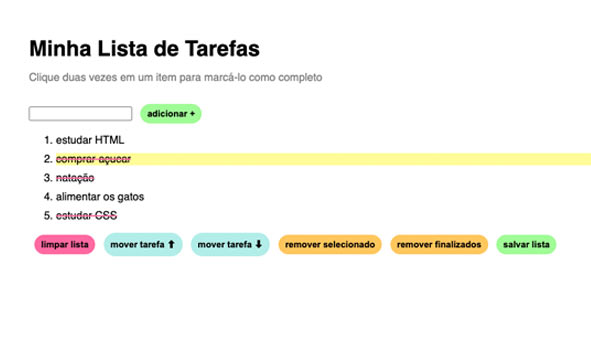 Minha Lista de Tarefas
Clique duas vezes em um item para marcá-lo como completo
adicionar +
1. estudar HTML
2. comprar açucar
3. natação
4. alimentar os gatos
5. estudar CSS
limpar lista mover tarefa ⬆ mover tarefa ⬇ remover selecionado remover finalizados salvar lista